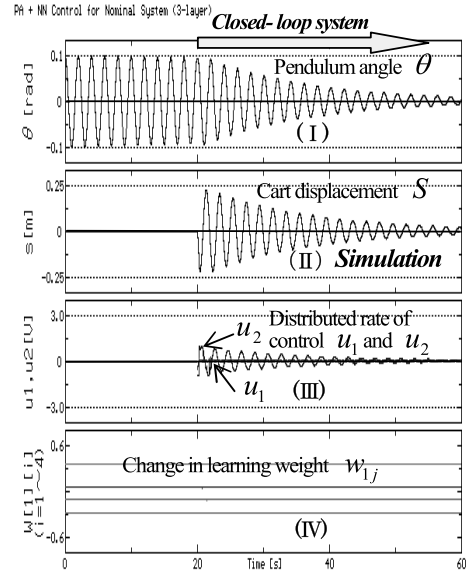 PA + NN Control for Nominal System (3-layer)
Closed- loop system
0.1
0
-0.1
θ [rad]
Pendulum angle θ
(I)
0.25
0
-0.25
s[m]
Cart displacement S
(II) Simulation
3.0
0
-3.0
u1,u2[V]
u2
u1
Distributed rate of
control u1 and u2
(III)
0.6
-0.6
W[1][i]
(i=1~4)
Change in learning weight w1j
(IV)
0 20 40 60
Time [s]